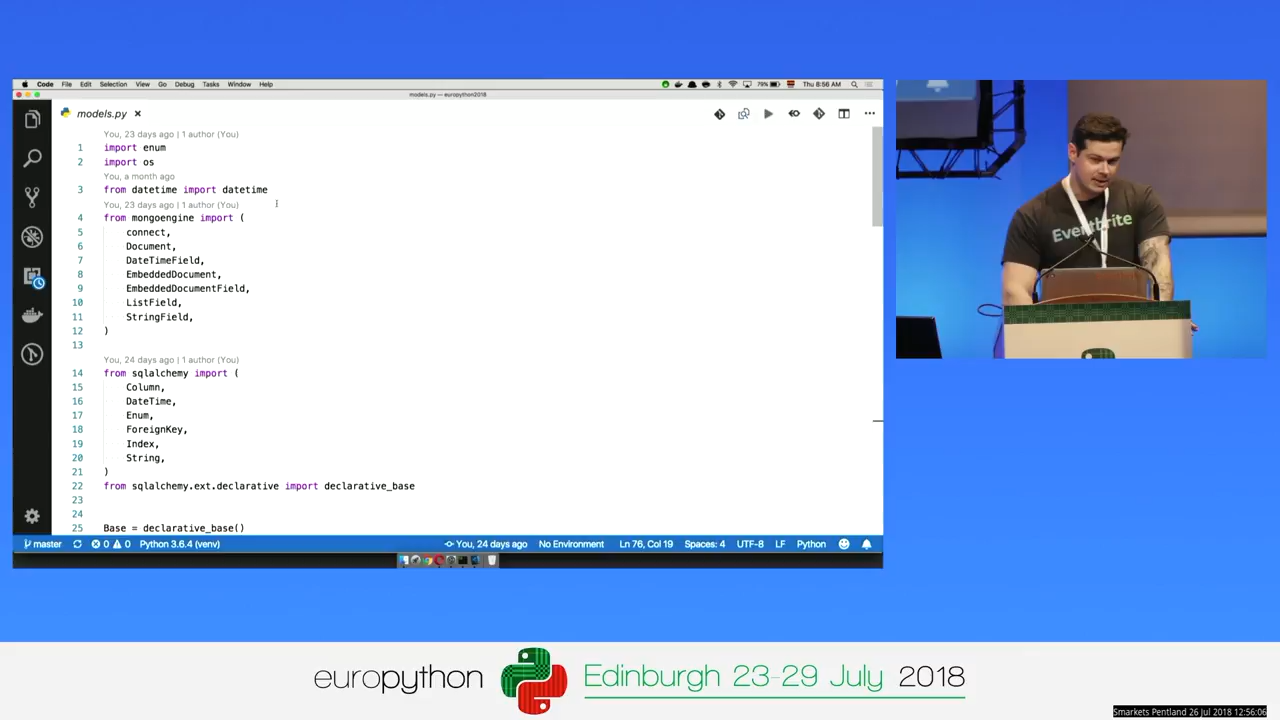 Code File Edit Selection View Go Debug Tasks Window Help
79% Thu 8:56 AM
models.py — europython2018
models.py
You, 23 days ago | 1 author (You)
1 import enum
2 import os
You, a month ago
3 from datetime import datetime
You, 23 days ago | 1 author (You)
4 from mongoengine import (
5 connect,
6 Document,
7 DateTimeField,
8 EmbeddedDocument,
9 EmbeddedDocumentField,
10 ListField,
11 StringField,
12 )
13
You, 24 days ago | 1 author (You)
14 from sqlalchemy import (
15 Column,
16 DateTime,
17 Enum,
18 ForeignKey,
19 Index,
20 String,
21 )
22 from sqlalchemy.ext.declarative import declarative_base
23
24
25 Base = declarative_base()
master 0 0 Python 3.6.4 (venv) You, 24 days ago No Environment Ln 76, Col 19 Spaces: 4 UTF-8 LF Python
Eventbrite
europython Edinburgh 23-29 July 2018
Smarkets Pentland 26 Jul 2018 12:56:06